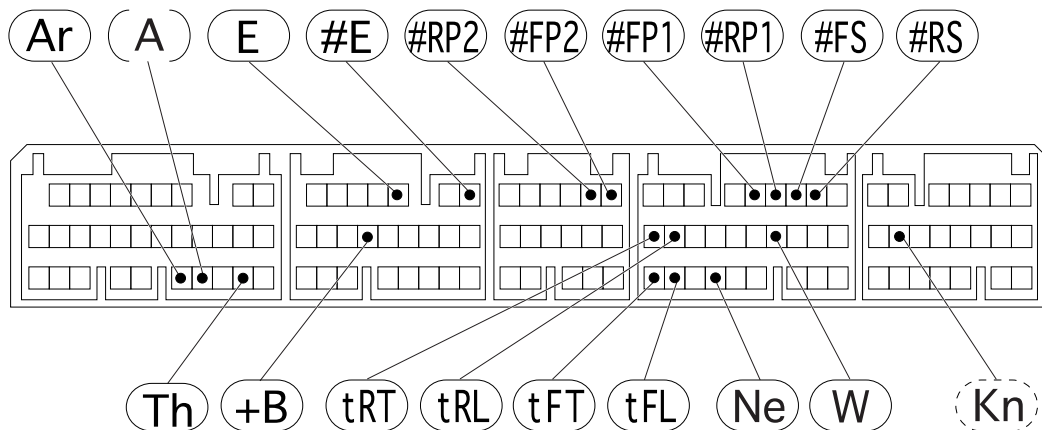 Ar A E #E #RP2 #FP2 #FP1 #RP1 #FS #RS
Th +B tRT tRL tFT tFL Ne W Kn